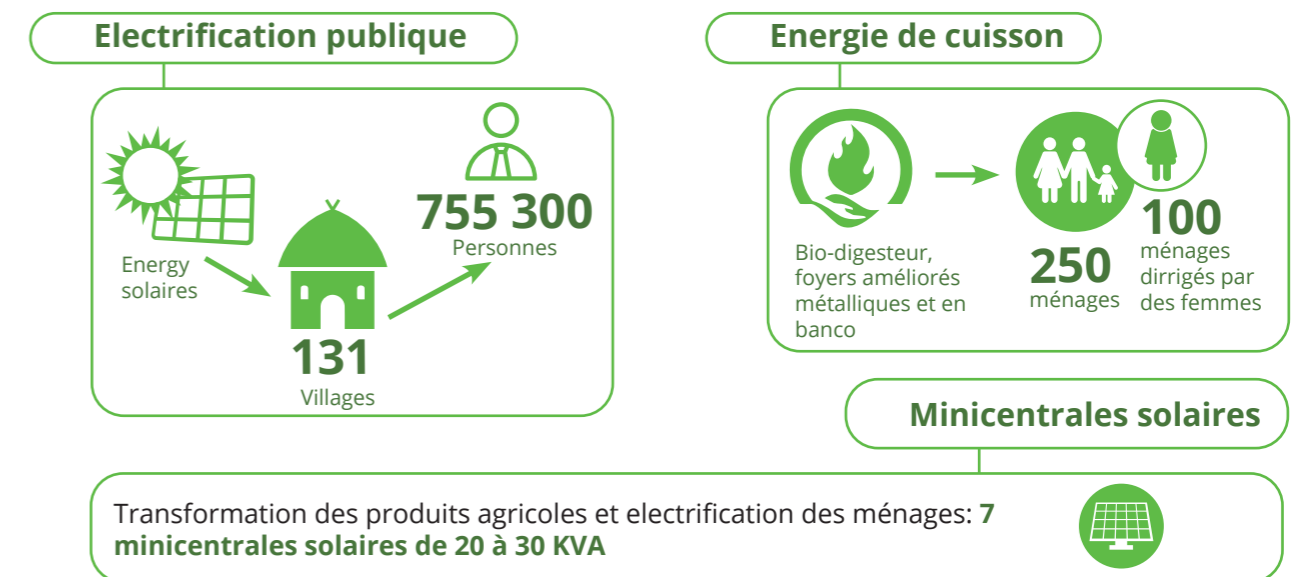 Electrification publique
Energy
solaires
131
Villages
755 300
Personnes
Energie de cuisson
Bio-digesteur,
foyers améliorés
métalliques et en
banco
250
ménages
100
ménages
dirrigés par
des femmes
Minicentrales solaires
Transformation des produits agricoles et electrification des ménages: 7
minicentrales solaires de 20 à 30 KVA